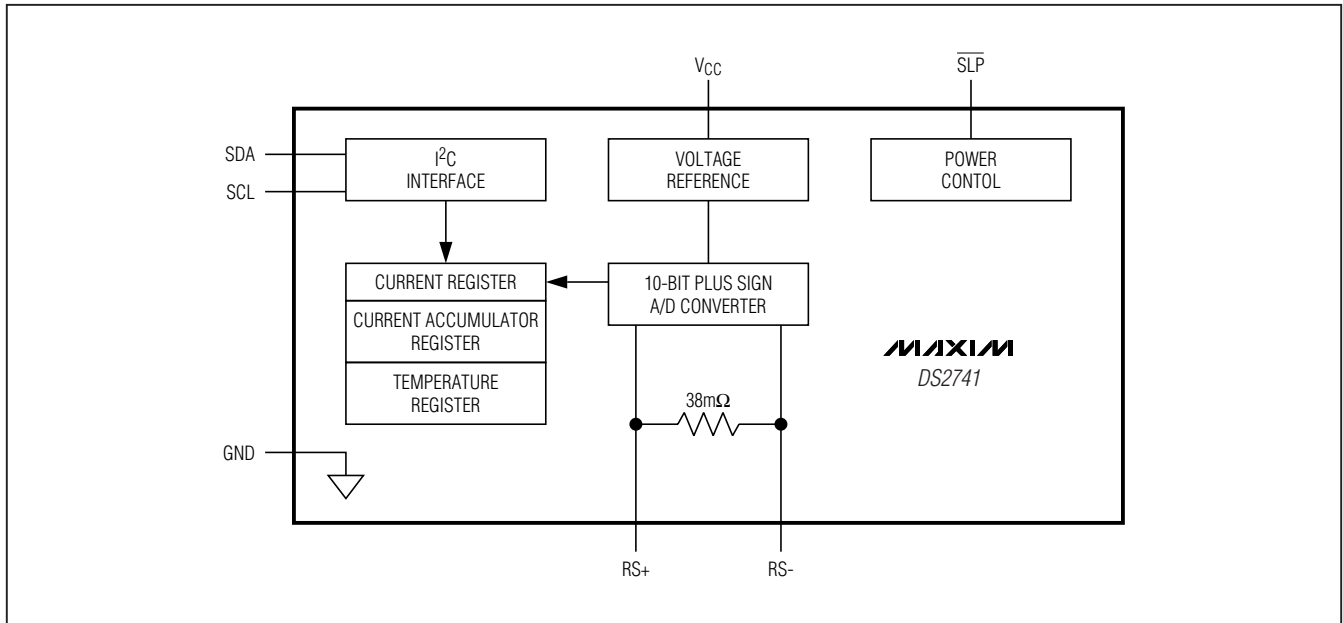 VCC
SLP
SDA
SCL
I2C
INTERFACE
VOLTAGE
REFERENCE
POWER
CONTOL
CURRENT REGISTER
CURRENT ACCUMULATOR
REGISTER
TEMPERATURE
REGISTER
10-BIT PLUS SIGN
A/D CONVERTER
MAXIM
DS2741
38mΩ
GND
RS+
RS-